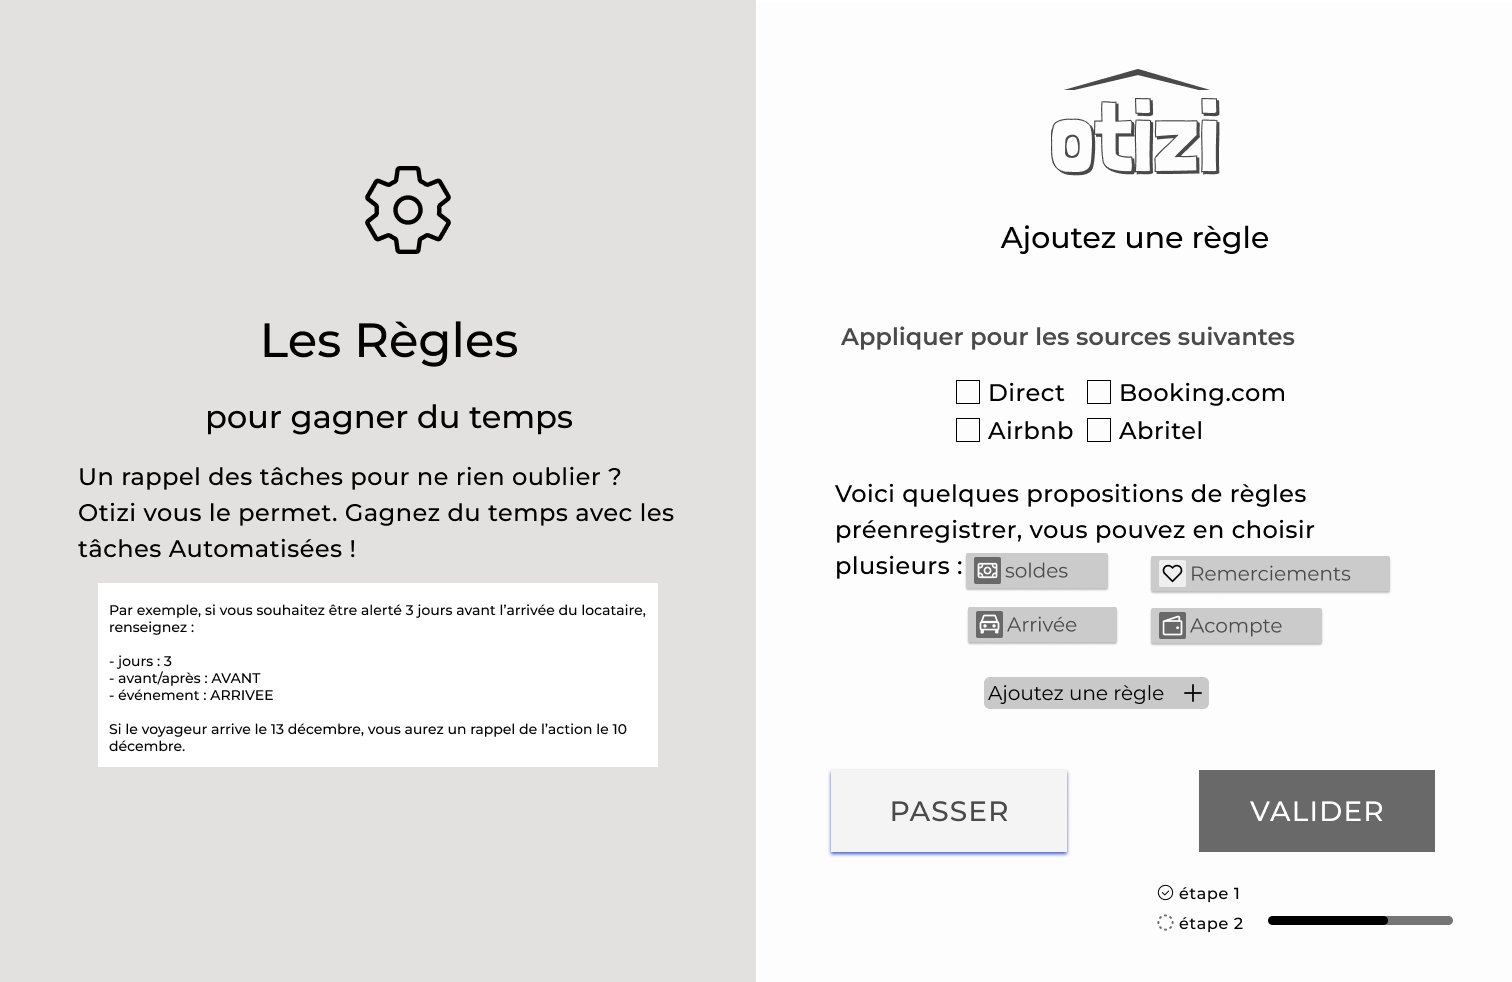 Les Règles
pour gagner du temps
Un rappel des tâches pour ne rien oublier ?
Otizi vous le permet. Gagnez du temps avec les
tâches Automatisées !
Par exemple, si vous souhaitez être alerté 3 jours avant l’arrivée du locataire,
renseignez :
- jours : 3
- avant/après : AVANT
- événement : ARRIVEE
Si le voyageur arrive le 13 décembre, vous aurez un rappel de l’action le 10
décembre.
otizi
Ajoutez une règle
Appliquer pour les sources suivantes
Direct Booking.com
Airbnb Abritel
Voici quelques propositions de règles
préenregistrer, vous pouvez en choisir
plusieurs : soldes Remerciements
Arrivée Acompte
Ajoutez une règle +
PASSER VALIDER
étape 1
étape 2